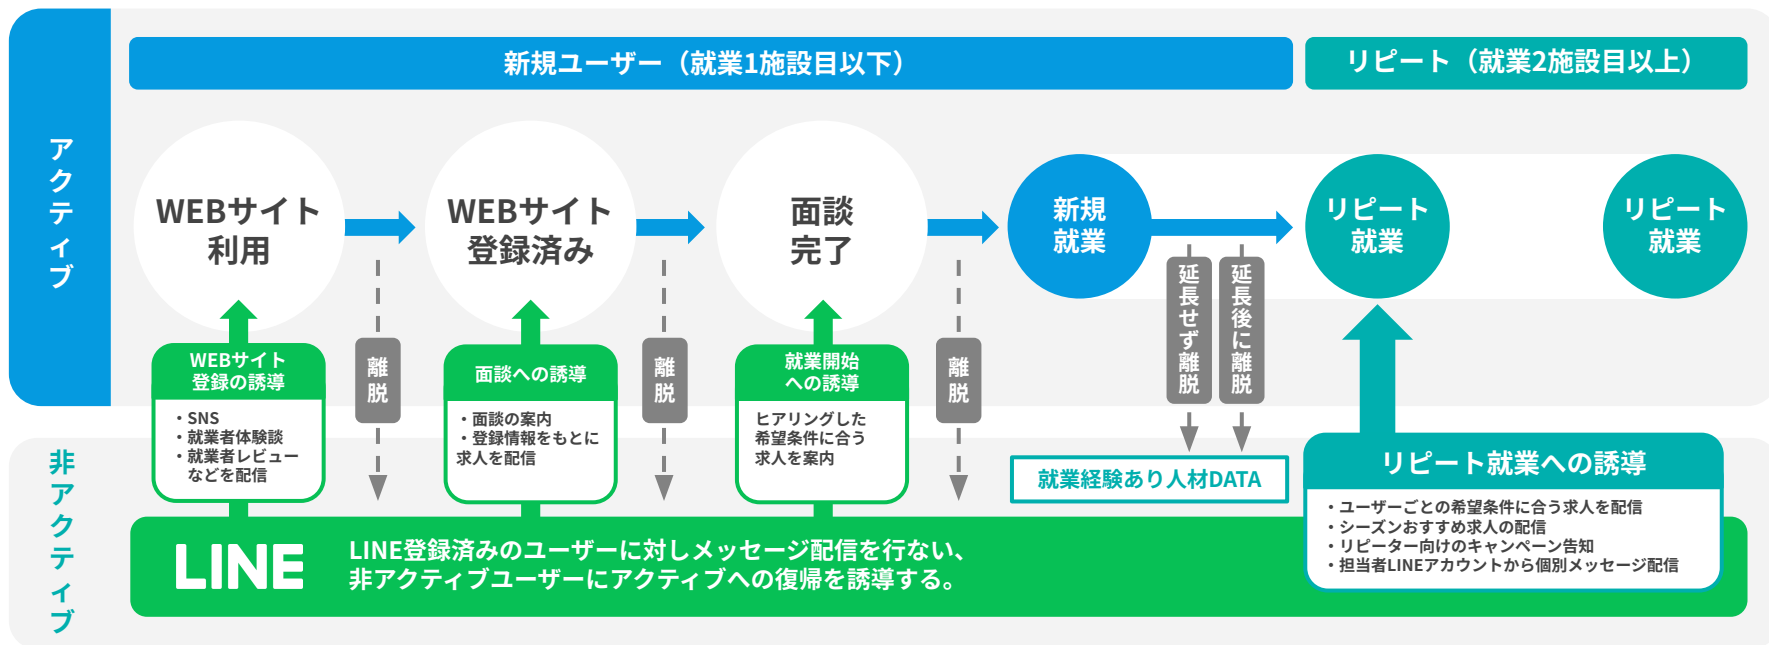 アクティブ
新規ユーザー（就業1施設目以下）
リピート（就業2施設目以上）
WEBサイト
利用
WEBサイト
登録済み
面談
完了
新規
就業
リピート
就業
リピート
就業
離脱
離脱
離脱
延長せず離脱
延長後に離脱
WEBサイト
登録の誘導
・SNS
・就業者体験談
・就業者レビュー
などを配信
面談への誘導
・面談の案内
・登録情報をもとに
求人を配信
就業開始
への誘導
ヒアリングした
希望条件に合う
求人を案内
非アクティブ
就業経験あり人材DATA
リピート就業への誘導
・ユーザーごとの希望条件に合う求人を配信
・シーズンおすすめ求人の配信
・リピーター向けのキャンペーン告知
・担当者LINEアカウントから個別メッセージ配信
LINE
LINE登録済みのユーザーに対しメッセージ配信を行ない、
非アクティブユーザーにアクティブへの復帰を誘導する。